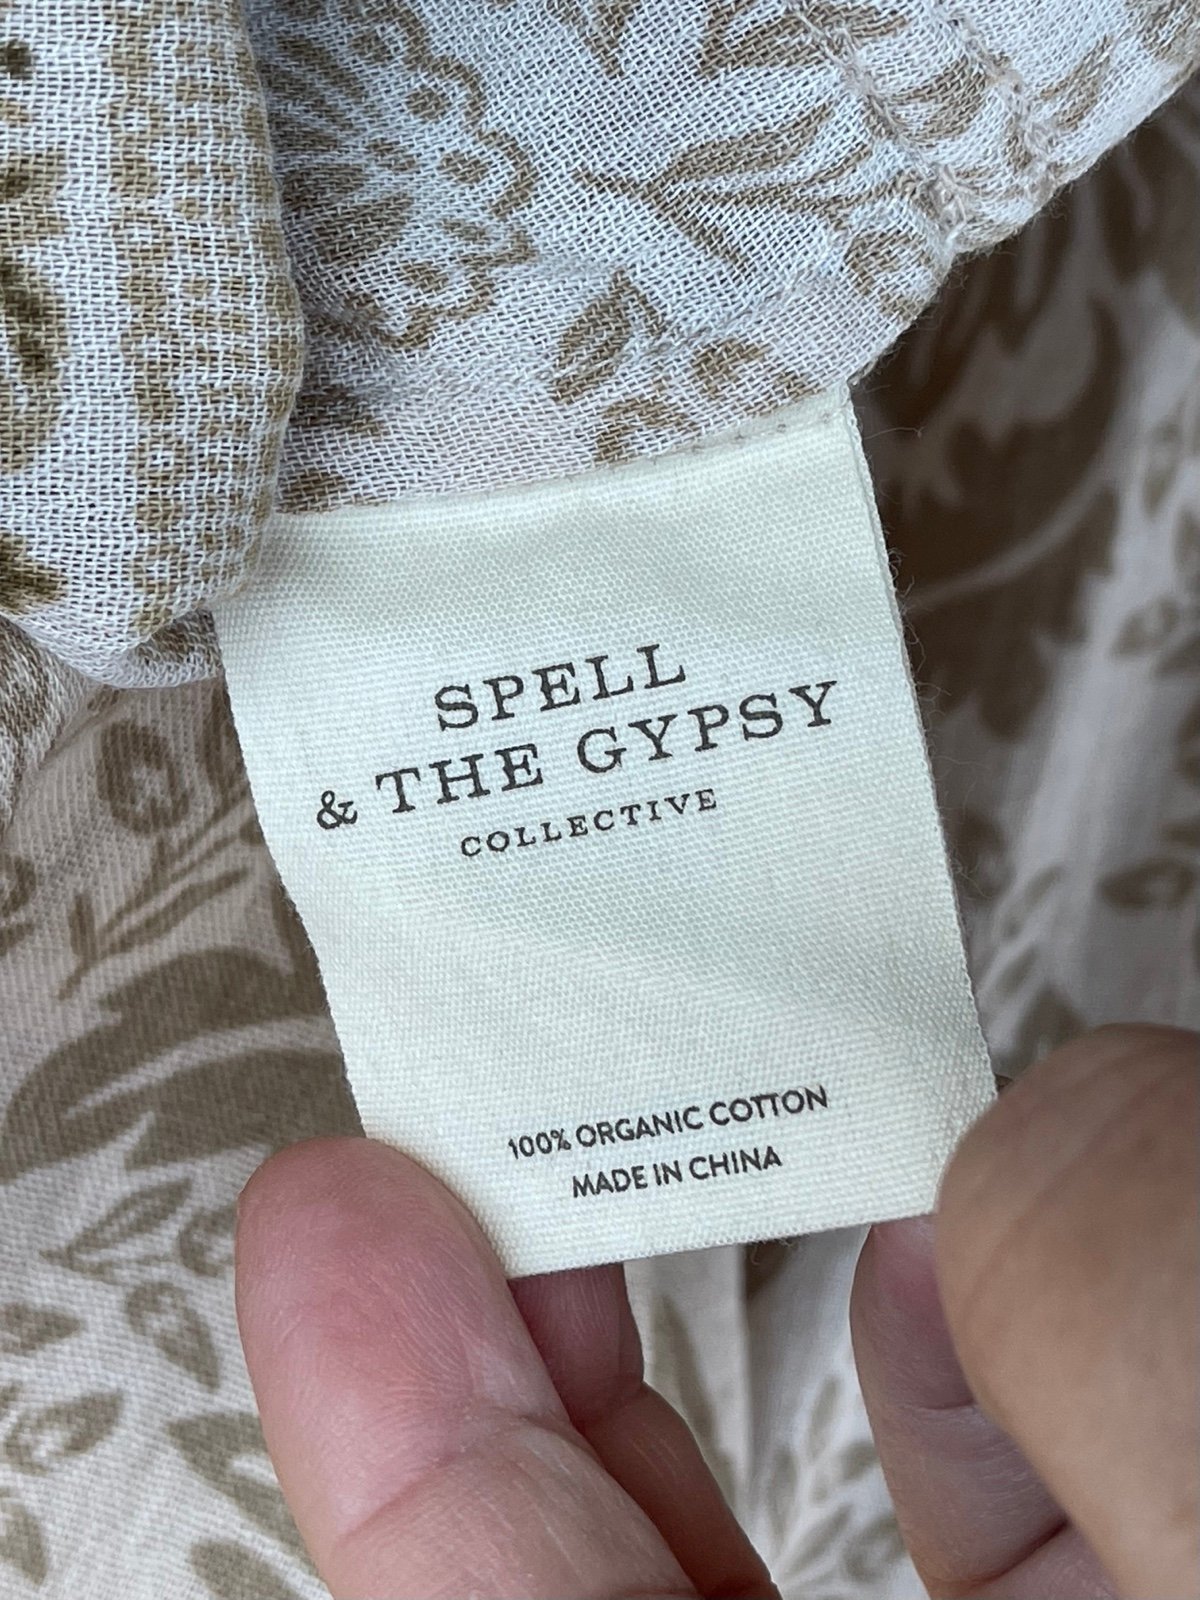 SPELL
& THE GYPSY
COLLECTIVE
100% ORGANIC COTTON
MADE IN CHINA